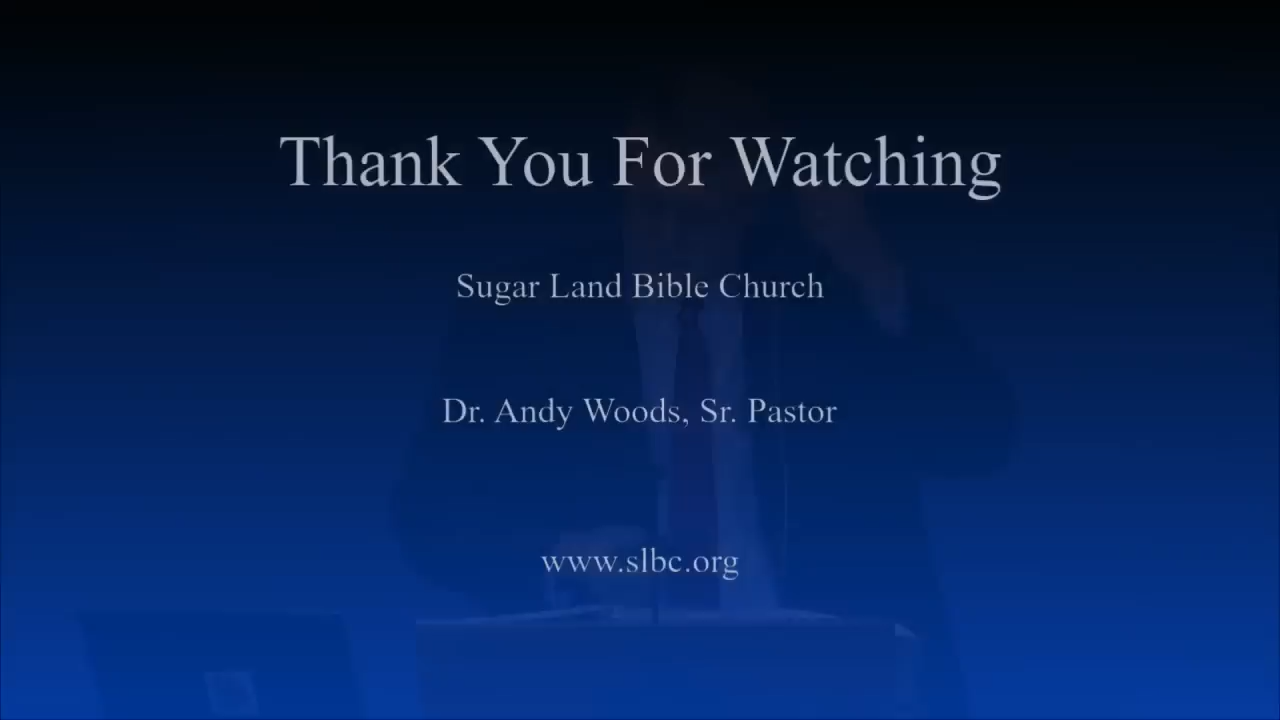 Thank You For Watching
Sugar Land Bible Church
Dr. Andy Woods, Sr. Pastor
www.slbc.org